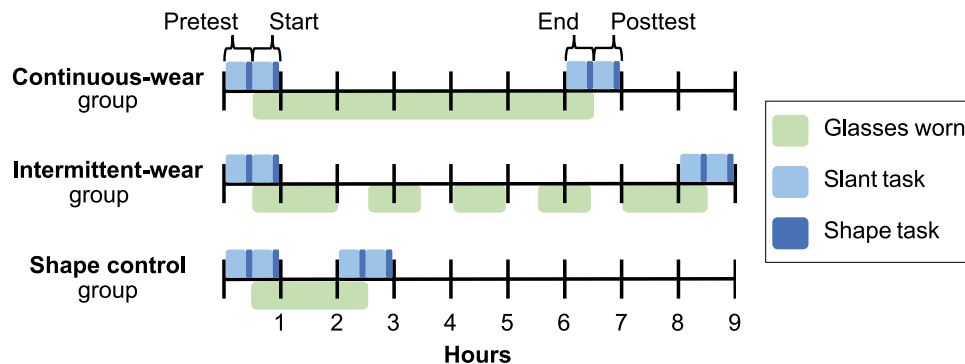 Pretest Start End Posttest
Continuous-wear
group
Intermittent-wear
group
Shape control
group
1 2 3 4 5 6 7 8 9
Hours
Glasses worn
Slant task
Shape task